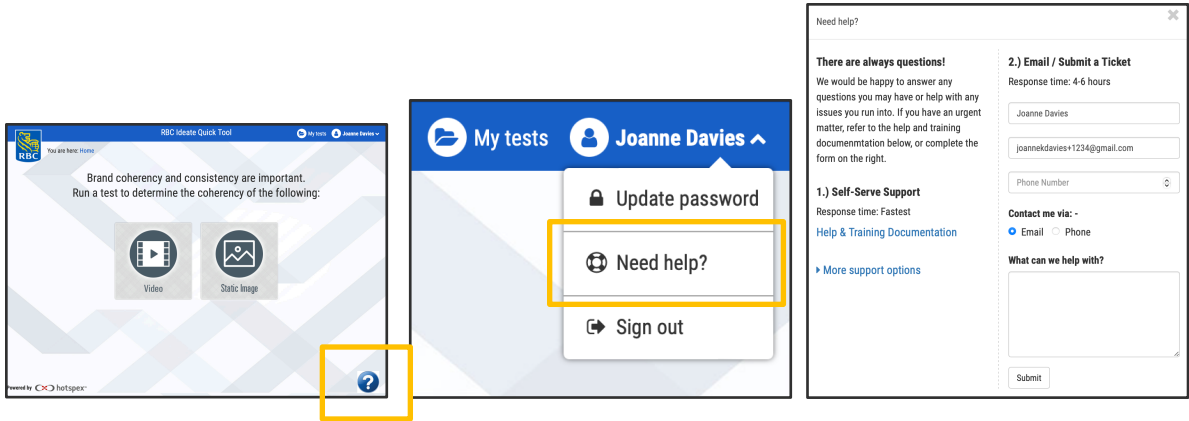 RBC Ideate Quick Tool
My tests
Joanne Davies
RBC
You are here: Home
Brand coherency and consistency are important.
Run a test to determine the coherency of the following:
Video
Static Image
Powered by hotspex
?
My tests
Joanne Davies
Update password
Need help?
Sign out
Need help?
There are always questions!
We would be happy to answer any
questions you may have or help with any
issues you run into. If you have an urgent
matter, refer to the help and training
documenmtation below, or complete the
form on the right.
1.) Self-Serve Support
Response time: Fastest
Help & Training Documentation
More support options
2.) Email / Submit a Ticket
Response time: 4-6 hours
Joanne Davies
joannekdavies+1234@gmail.com
Phone Number
Contact me via: -
Email Phone
What can we help with?
Submit